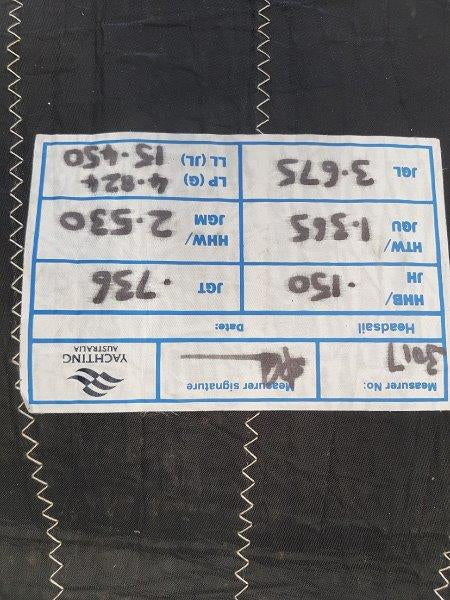 Measurer No:
3017
Measurer signature
YACHTING
AUSTRALIA
Headsail Date:
HHB/
JH
.150
JGT
.736
HTW/
JGU
1.365
HHW/
JGM
2.530
JGL
3.675
LP (G) 4.824
LL (JL) 15.450